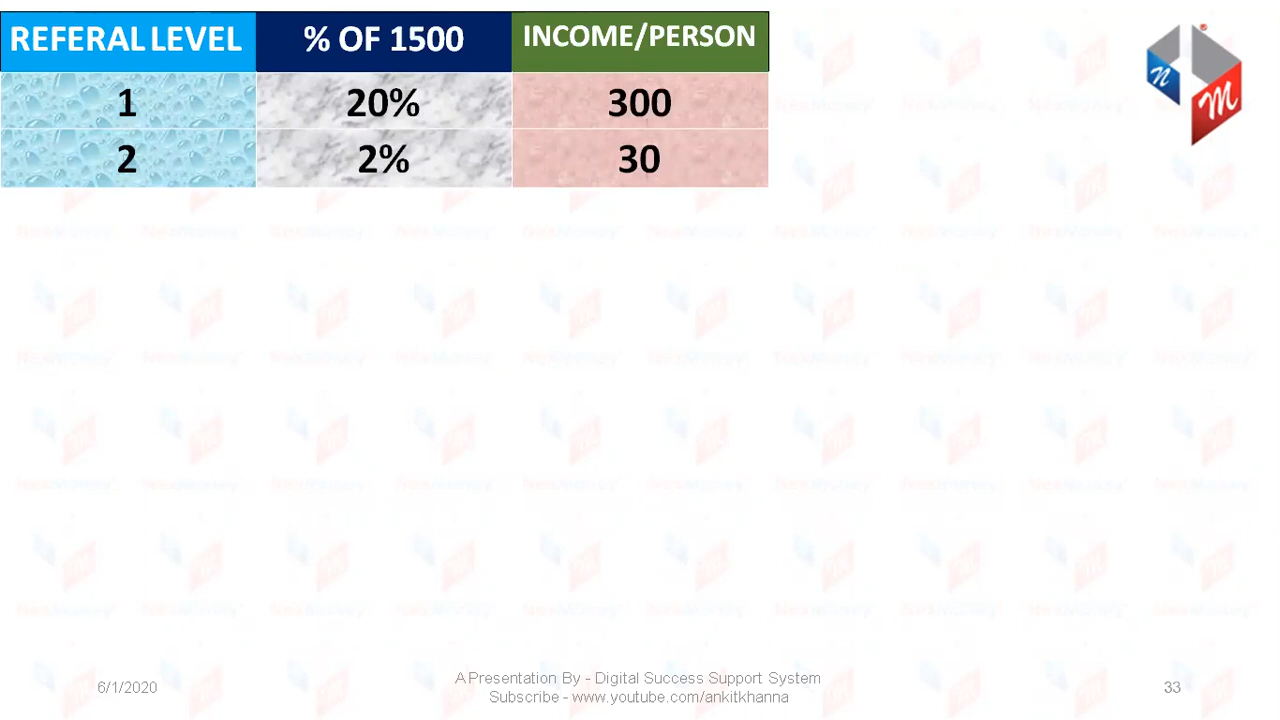 REFERAL LEVEL % OF 1500 INCOME/PERSON
1 20% 300
2 2% 30
6/1/2020
A Presentation By - Digital Success Support System
Subscribe - www.youtube.com/ankitkhanna
33